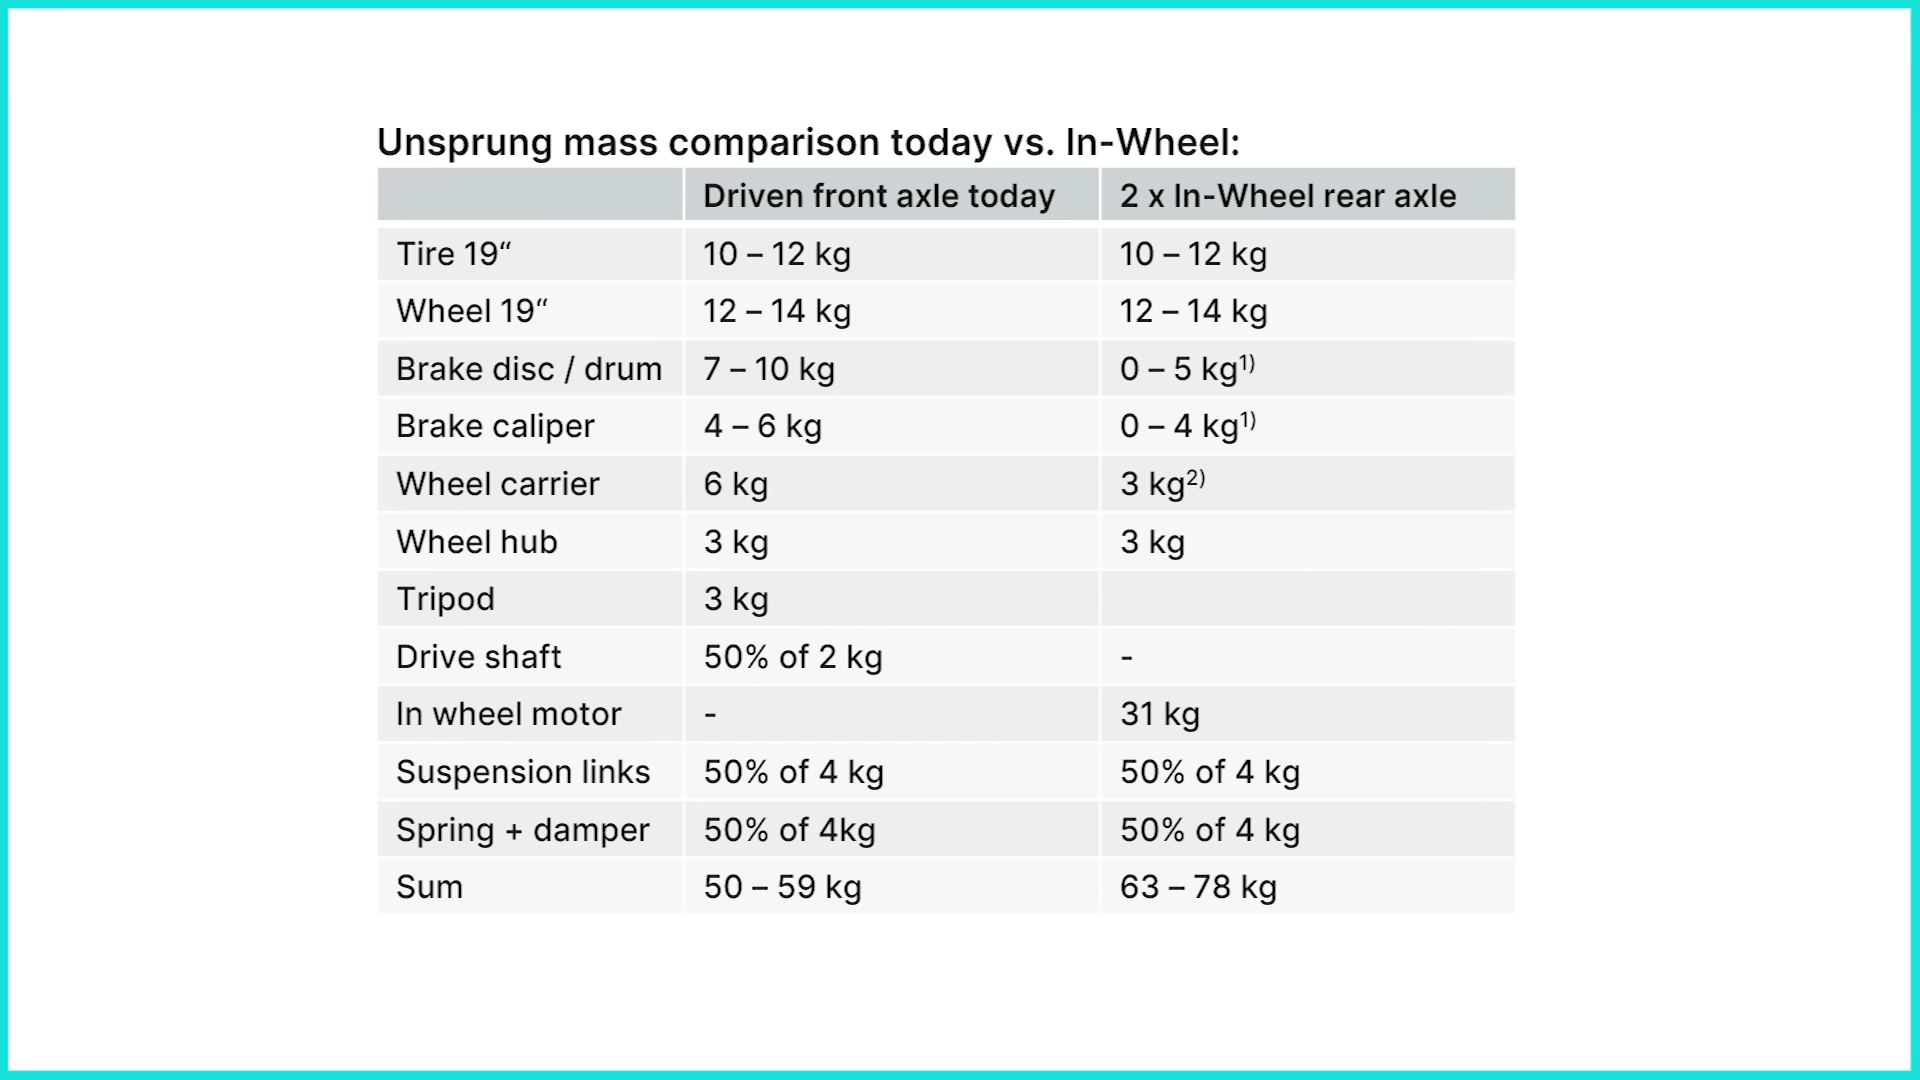 Unsprung mass comparison today vs. In-Wheel:
Driven front axle today 2 x In-Wheel rear axle
Tire 19“ 10 – 12 kg 10 – 12 kg
Wheel 19“ 12 – 14 kg 12 – 14 kg
Brake disc / drum 7 – 10 kg 0 – 5 kg1)
Brake caliper 4 – 6 kg 0 – 4 kg1)
Wheel carrier 6 kg 3 kg2)
Wheel hub 3 kg 3 kg
Tripod 3 kg
Drive shaft 50% of 2 kg -
In wheel motor - 31 kg
Suspension links 50% of 4 kg 50% of 4 kg
Spring + damper 50% of 4kg 50% of 4 kg
Sum 50 – 59 kg 63 – 78 kg